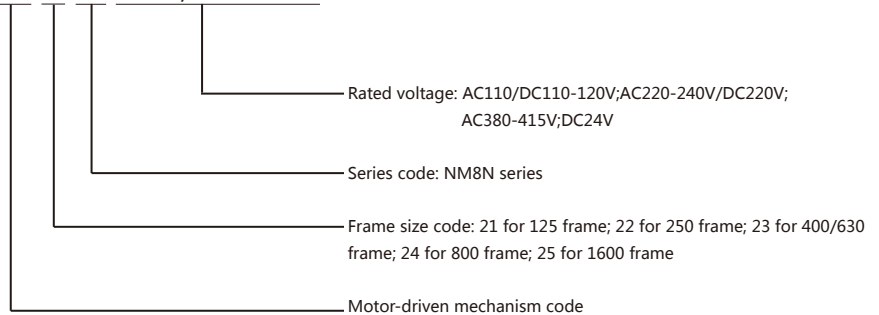 Rated voltage: AC110/DC110-120V;AC220-240V/DC220V;
AC380-415V;DC24V
Series code: NM8N series
Frame size code: 21 for 125 frame; 22 for 250 frame; 23 for 400/630
frame; 24 for 800 frame; 25 for 1600 frame
Motor-driven mechanism code